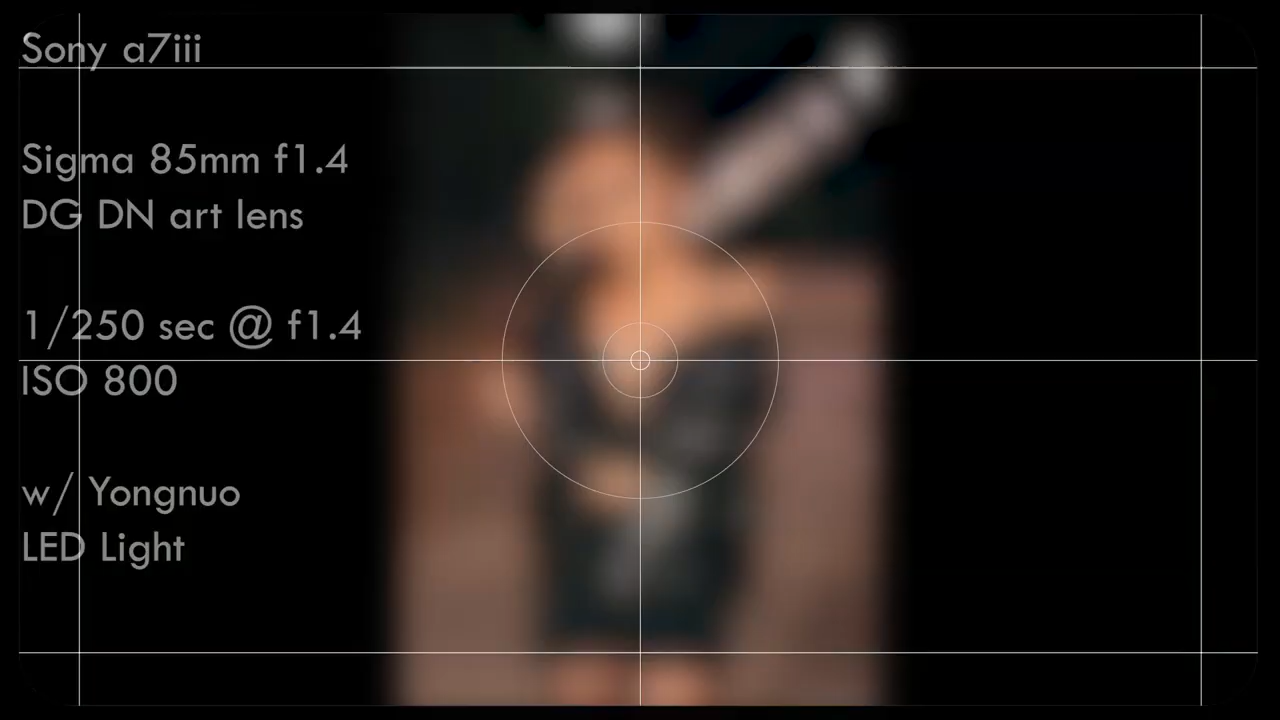 Sony a7iii
Sigma 85mm f1.4
DG DN art lens
1/250 sec @ f1.4
ISO 800
w/ Yongnuo
LED Light